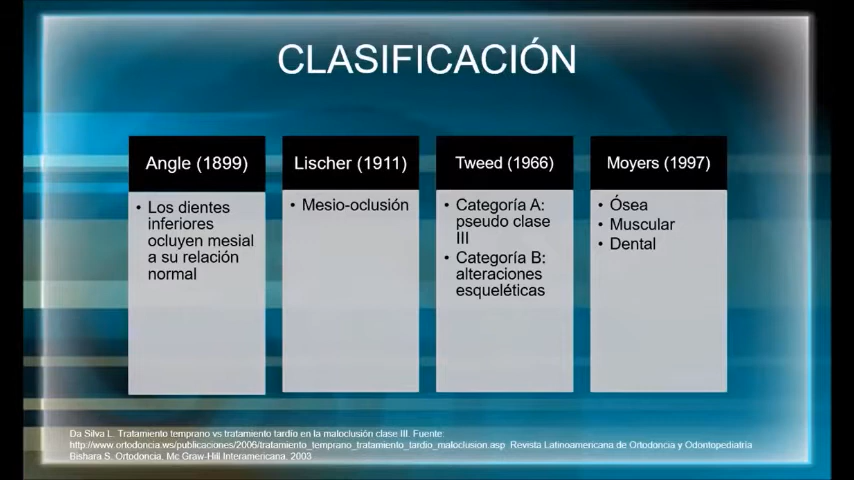 CLASIFICACIÓN
Angle (1899)
• Los dientes
inferiores
ocluyen mesial
a su relación
normal
Lischer (1911)
• Mesio-oclusión
Tweed (1966)
• Categoría A:
pseudo clase
III
• Categoría B:
alteraciones
esqueléticas
Moyers (1997)
• Ósea
• Muscular
• Dental
Da Silva L. Tratamiento temprano vs tratamiento tardío en la maloclusión clase III. Fuente:
http://www.ortodoncia.ws/publicaciones/2006/tratamiento_temprano_tratamiento_tardio_maloclusion.asp Revista Latinoamericana de Ortodoncia y Odontopediatría
Bishara S. Ortodoncia, Mc Graw-Hill Interamericana. 2003